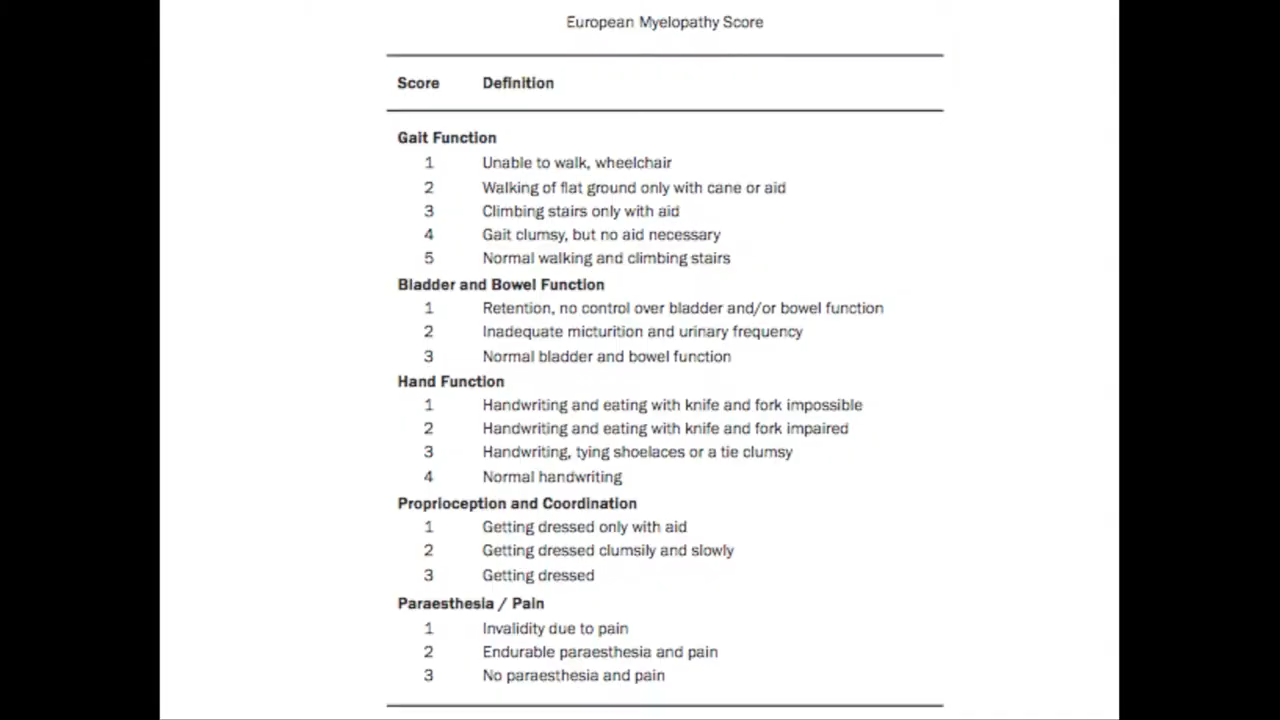 European Myelopathy Score
Score Definition
Gait Function
1 Unable to walk, wheelchair
2 Walking of flat ground only with cane or aid
3 Climbing stairs only with aid
4 Gait clumsy, but no aid necessary
5 Normal walking and climbing stairs
Bladder and Bowel Function
1 Retention, no control over bladder and/or bowel function
2 Inadequate micturition and urinary frequency
3 Normal bladder and bowel function
Hand Function
1 Handwriting and eating with knife and fork impossible
2 Handwriting and eating with knife and fork impaired
3 Handwriting, tying shoelaces or a tie clumsy
4 Normal handwriting
Proprioception and Coordination
1 Getting dressed only with aid
2 Getting dressed clumsily and slowly
3 Getting dressed
Paraesthesia / Pain
1 Invalidity due to pain
2 Endurable paraesthesia and pain
3 No paraesthesia and pain